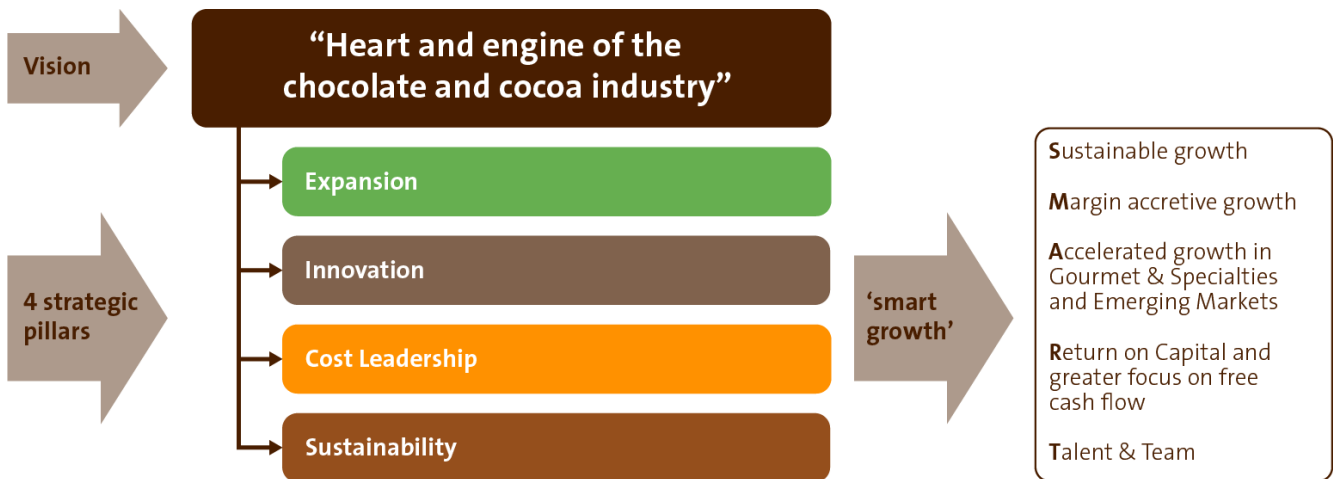 Vision
“Heart and engine of the
chocolate and cocoa industry”
4 strategic
pillars
Expansion
Innovation
Cost Leadership
Sustainability
‘smart
growth’
Sustainable growth
Margin accretive growth
Accelerated growth in
Gourmet & Specialties
and Emerging Markets
Return on Capital and
greater focus on free
cash flow
Talent & Team